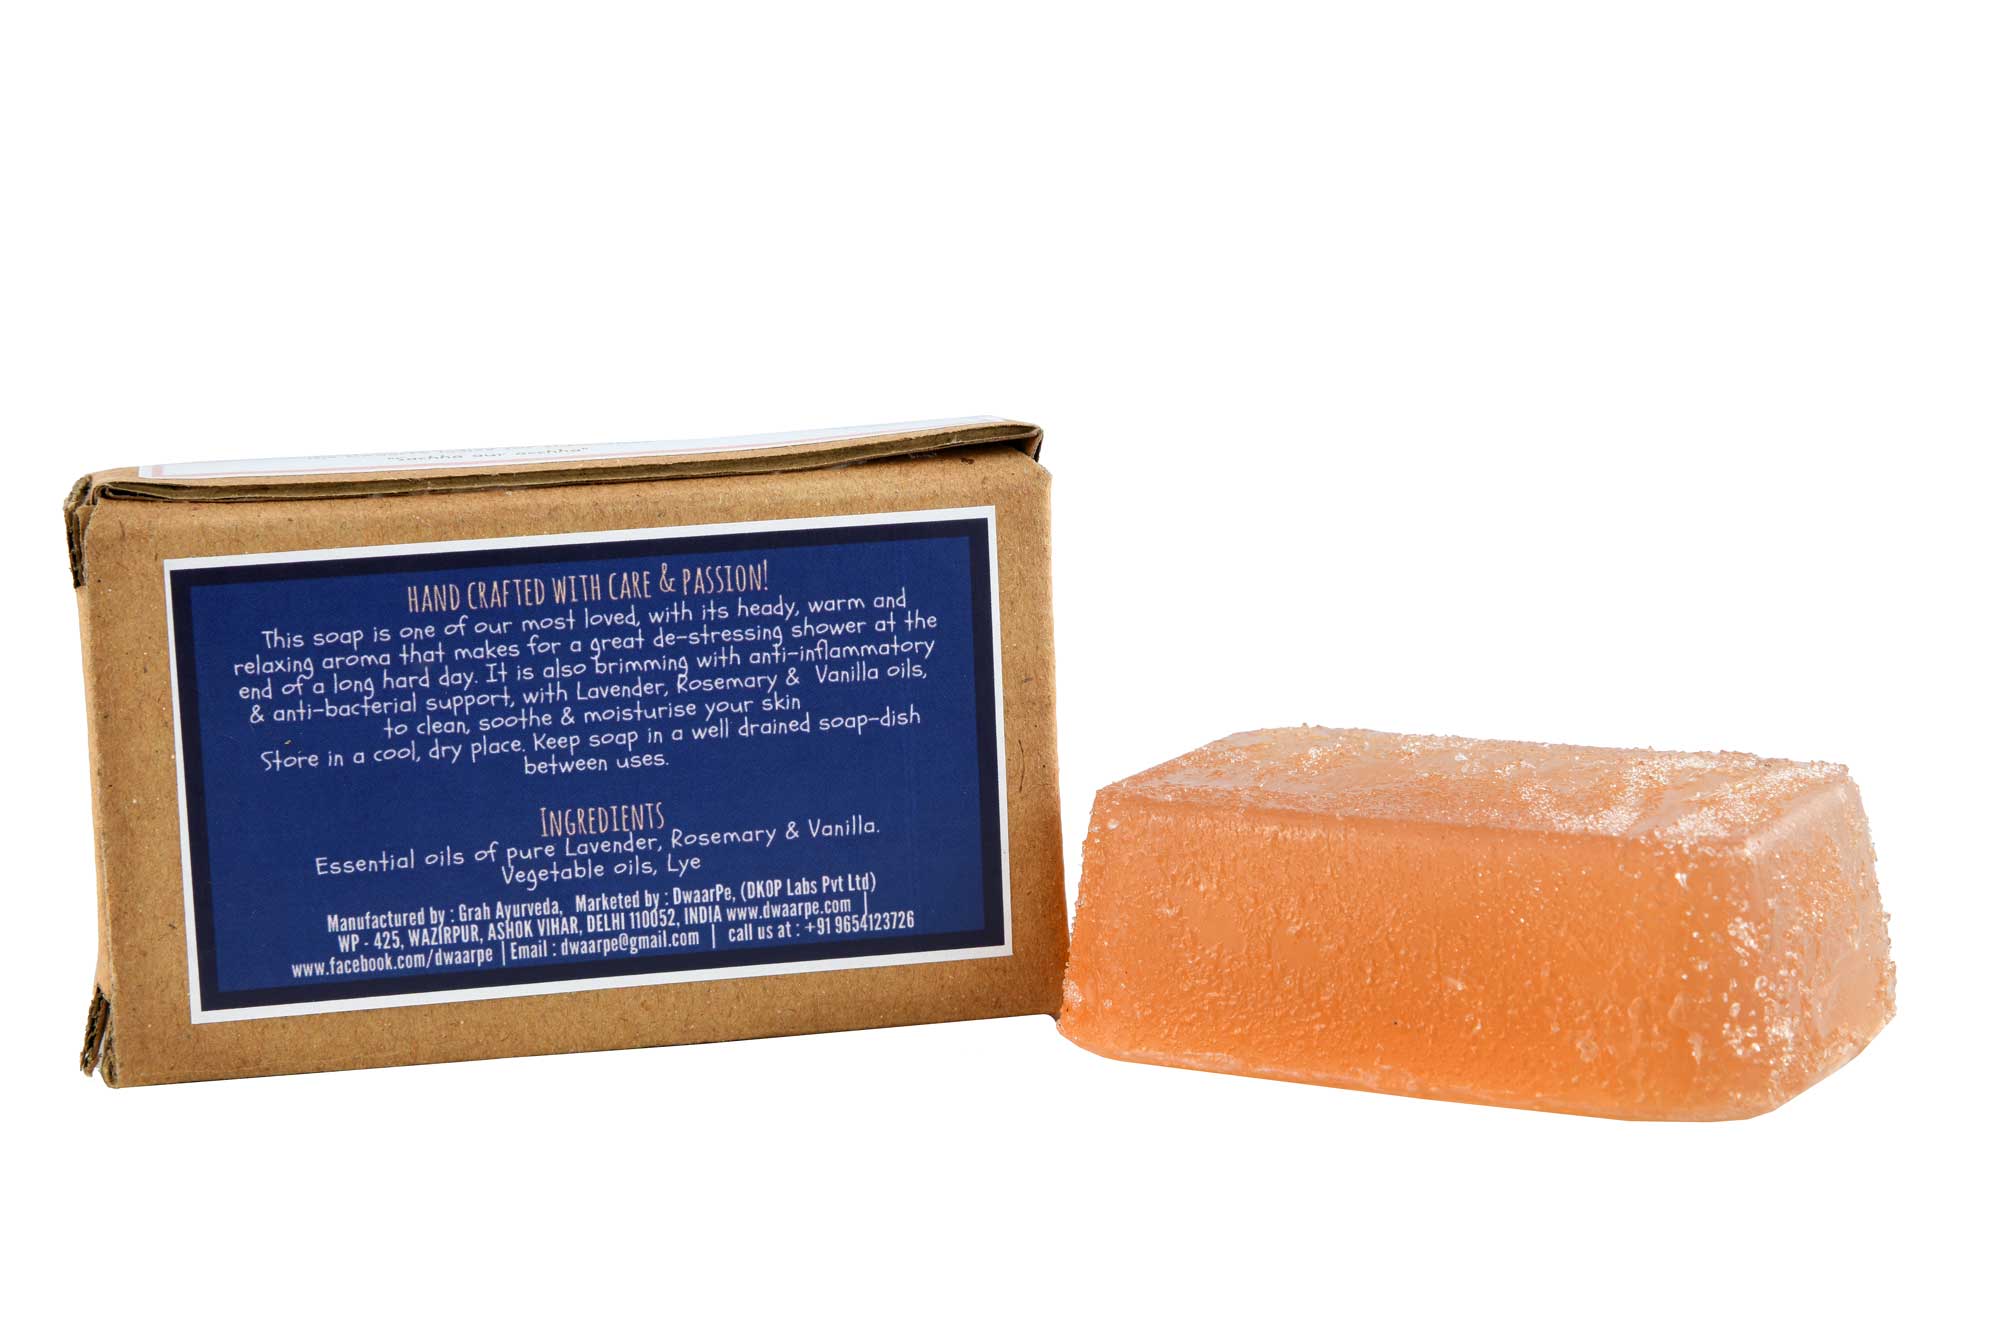 "Sachha aur acchha"
HAND CRAFTED WITH CARE & PASSION!
This soap is one of our most loved, with its heady, warm and
relaxing aroma that makes for a great de-stressing shower at the
end of a long hard day. It is also brimming with anti-inflammatory
& anti-bacterial support, with Lavender, Rosemary & Vanilla oils,
to clean, soothe & moisturise your skin
Store in a cool, dry place. Keep soap in a well drained soap-dish
between uses.
INGREDIENTS
Essential oils of pure Lavender, Rosemary & Vanilla.
Vegetable oils, Lye
Manufactured by : Grah Ayurveda, Marketed by : DwaarPe, (DKOP Labs Pvt Ltd)
WP - 425, WAZIRPUR, ASHOK VIHAR, DELHI 110052, INDIA www.dwaarpe.com |
www.facebook.com/dwaarpe | Email : dwaarpe@gmail.com | call us at : +91 9654123726